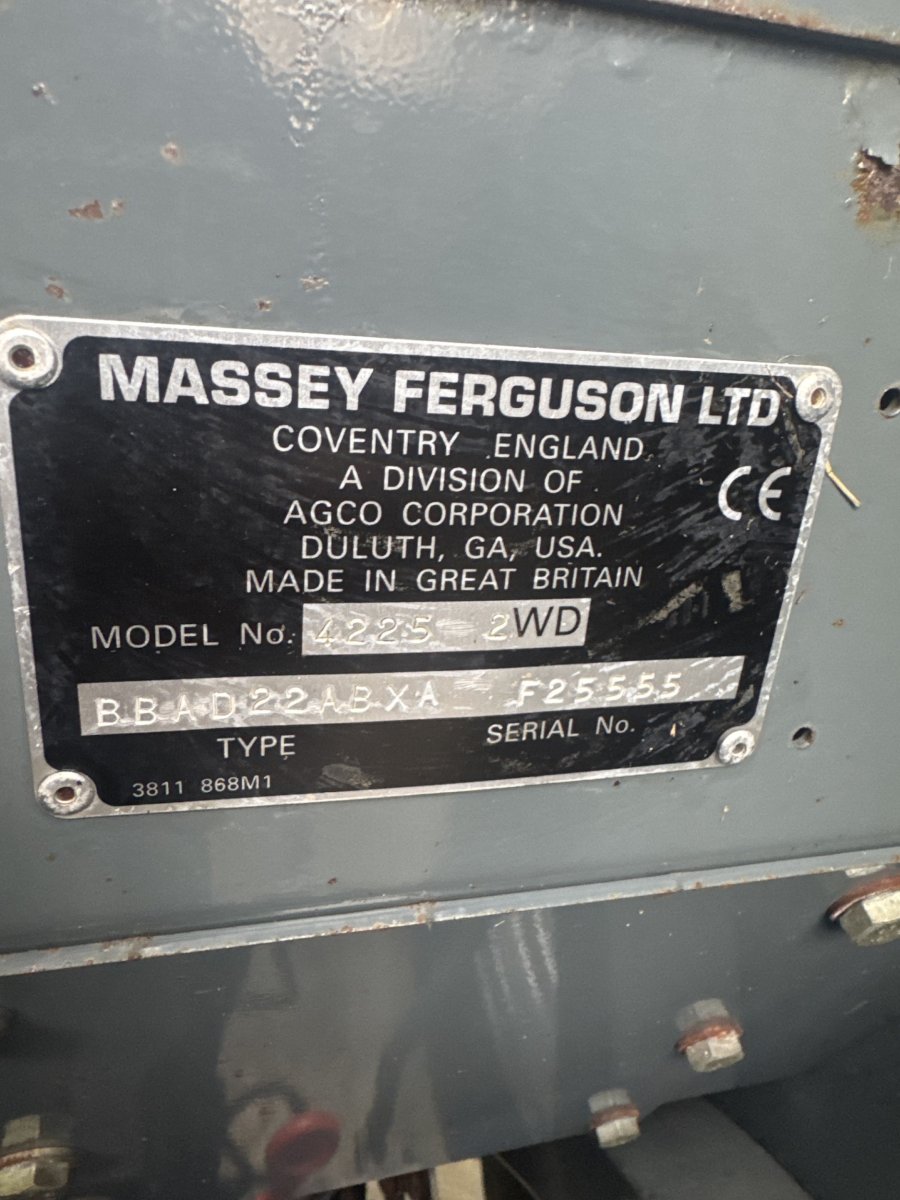 MASSEY FERGUSON LTD
COVENTRY ENGLAND
A DIVISION OF
AGCO CORPORATION
DULUTH, GA, USA.
MADE IN GREAT BRITAIN
CE
MODEL No. 4225 2WD
BBAD22ABXA F25555
TYPE SERIAL No.
3811 868M1